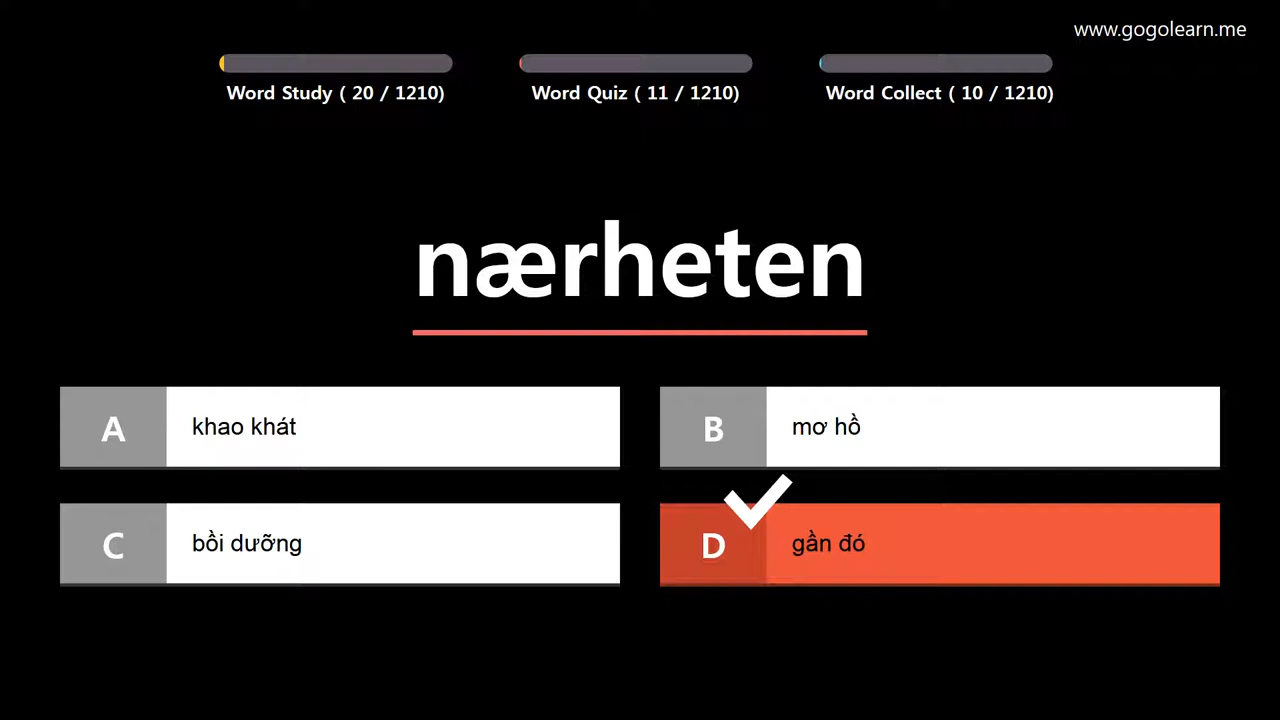 www.gogolearn.me
Word Study ( 20 / 1210)
Word Quiz ( 11 / 1210)
Word Collect ( 10 / 1210)
nærheten
A
khao khát
B
mơ hồ
C
bồi dưỡng
D
gần đó